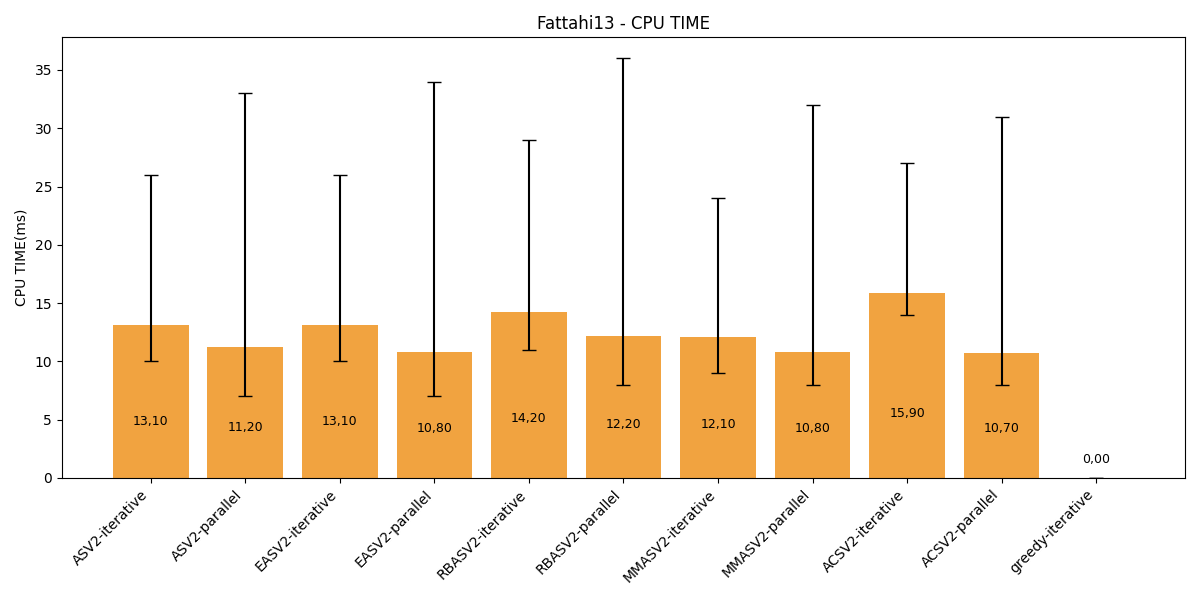 Fattahi13 - CPU TIME
CPU TIME(ms)
35
30
25
20
15
10
5
0
13,10
11,20
13,10
10,80
14,20
12,20
12,10
10,80
15,90
10,70
0,00
ASV2-iterative
ASV2-parallel
EASV2-iterative
EASV2-parallel
RBASV2-iterative
RBASV2-parallel
MMASV2-iterative
MMASV2-parallel
ACSV2-iterative
ACSV2-parallel
greedy-iterative